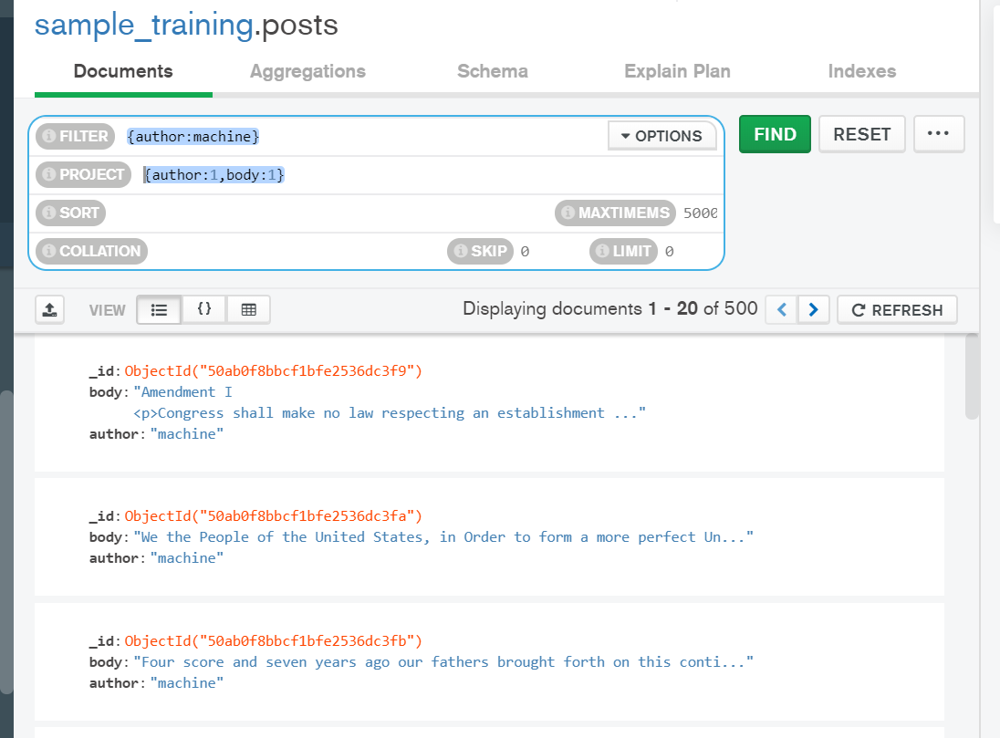 sample_training.posts
Documents Aggregations Schema Explain Plan Indexes
FILTER {author:machine} OPTIONS FIND RESET ...
PROJECT {author:1,body:1}
SORT MAXTIMEMS 5000
COLLATION SKIP 0 LIMIT 0
VIEW {} Displaying documents 1 - 20 of 500 < > REFRESH
_id: ObjectId("50ab0f8bbcf1bfe2536dc3f9")
body: "Amendment I
<p>Congress shall make no law respecting an establishment ..."
author: "machine"
_id: ObjectId("50ab0f8bbcf1bfe2536dc3fa")
body: "We the People of the United States, in Order to form a more perfect Un..."
author: "machine"
_id: ObjectId("50ab0f8bbcf1bfe2536dc3fb")
body: "Four score and seven years ago our fathers brought forth on this conti..."
author: "machine"